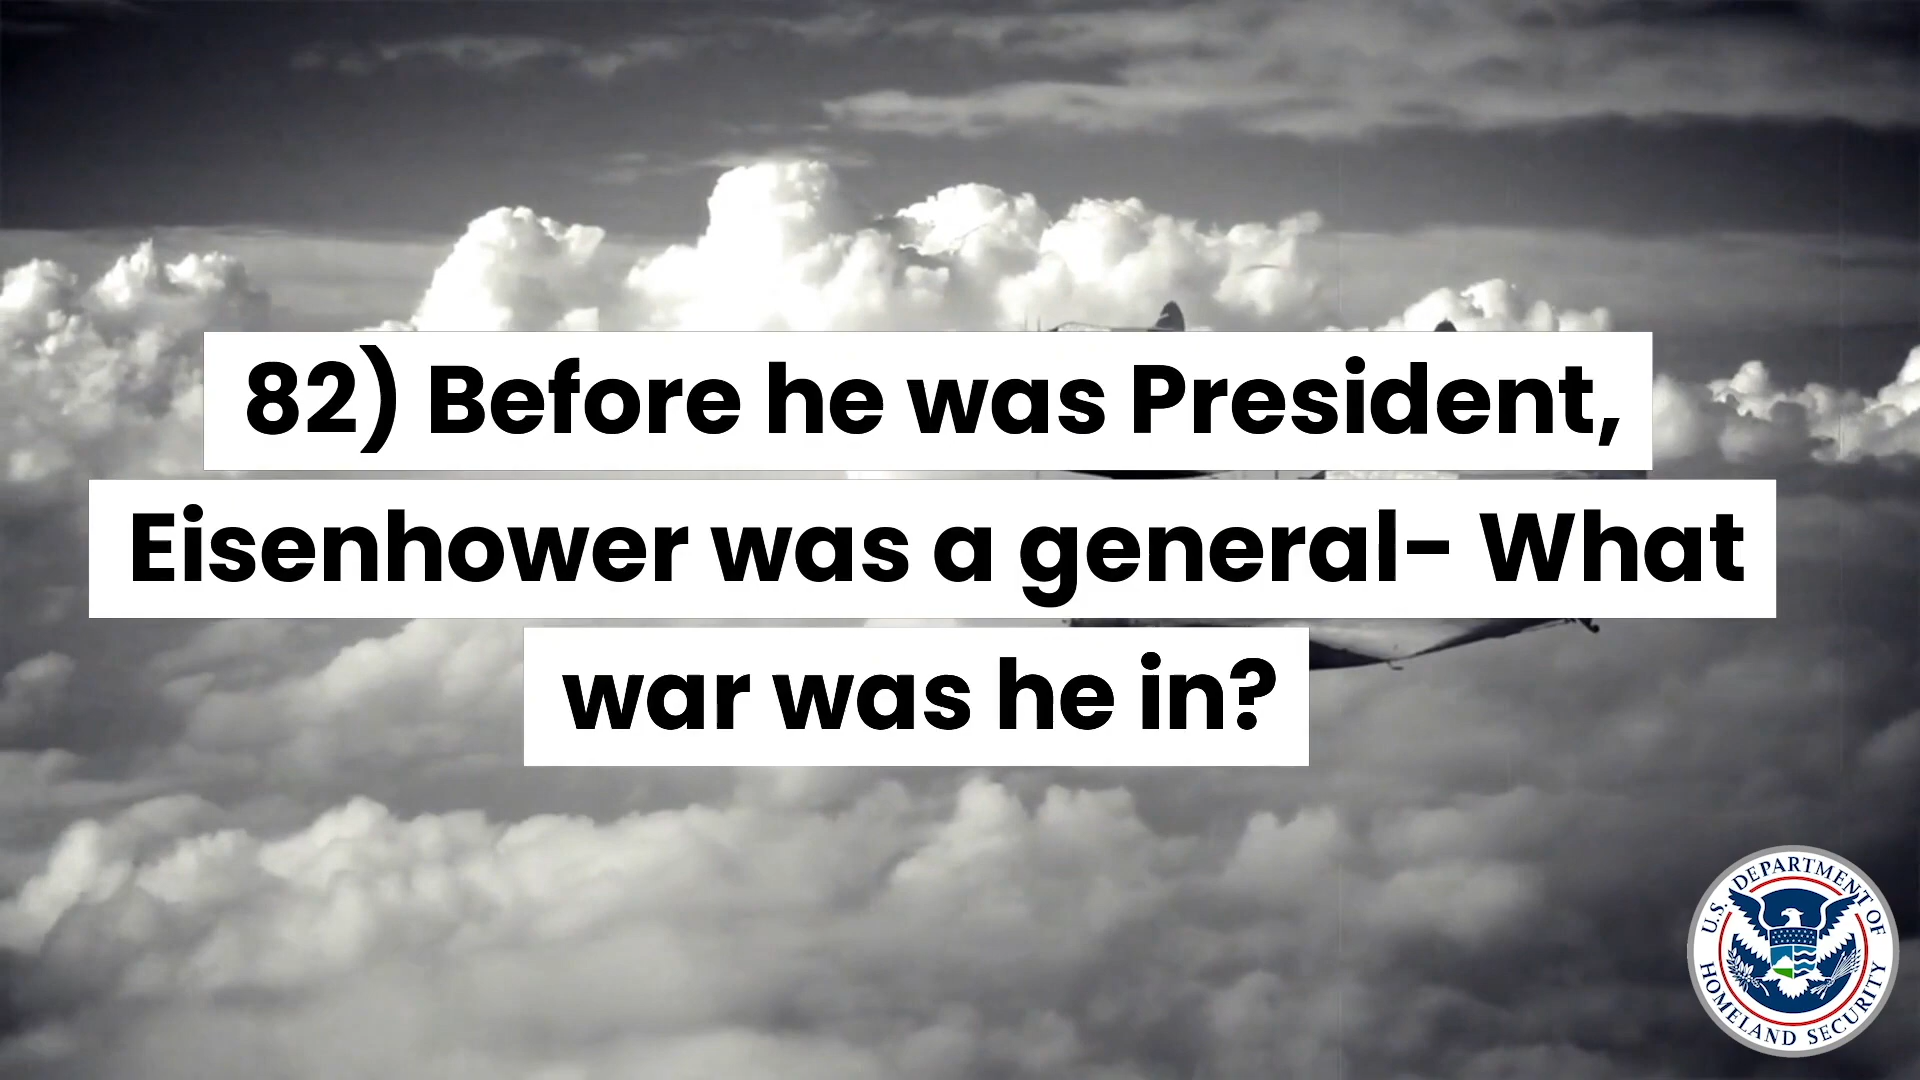 82) Before he was President,
Eisenhower was a general- What
war was he in?
U.S. DEPARTMENT OF
HOMELAND SECURITY